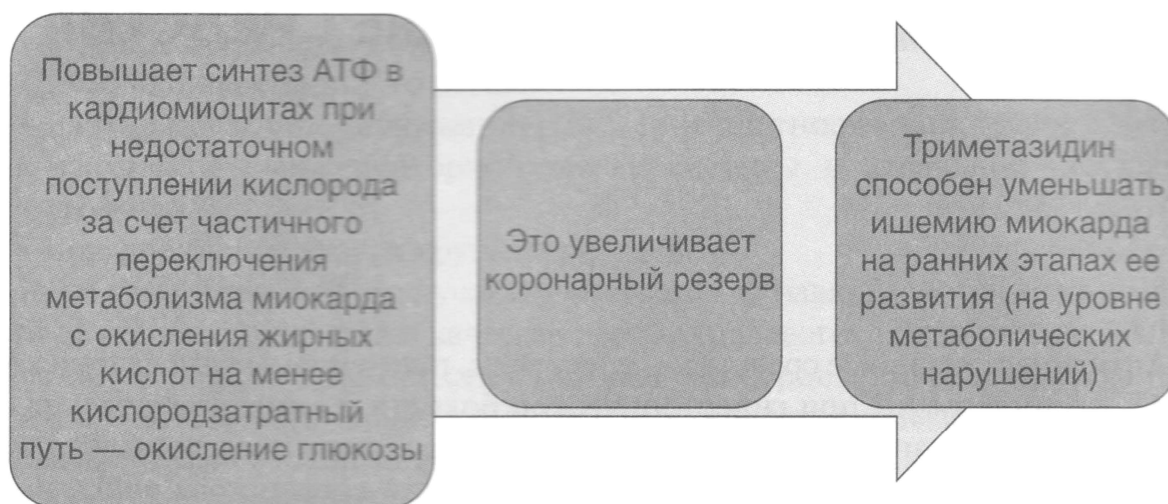 Повышает синтез АТФ в
кардиомиоцитах при
недостаточном
поступлении кислорода
за счет частичного
переключения
метаболизма миокарда
с окисления жирных
кислот на менее
кислородзатратный
путь — окисление глюкозы
Это увеличивает
коронарный резерв
Триметазидин
способен уменьшать
ишемию миокарда
на ранних этапах ее
развития (на уровне
метаболических
нарушений)